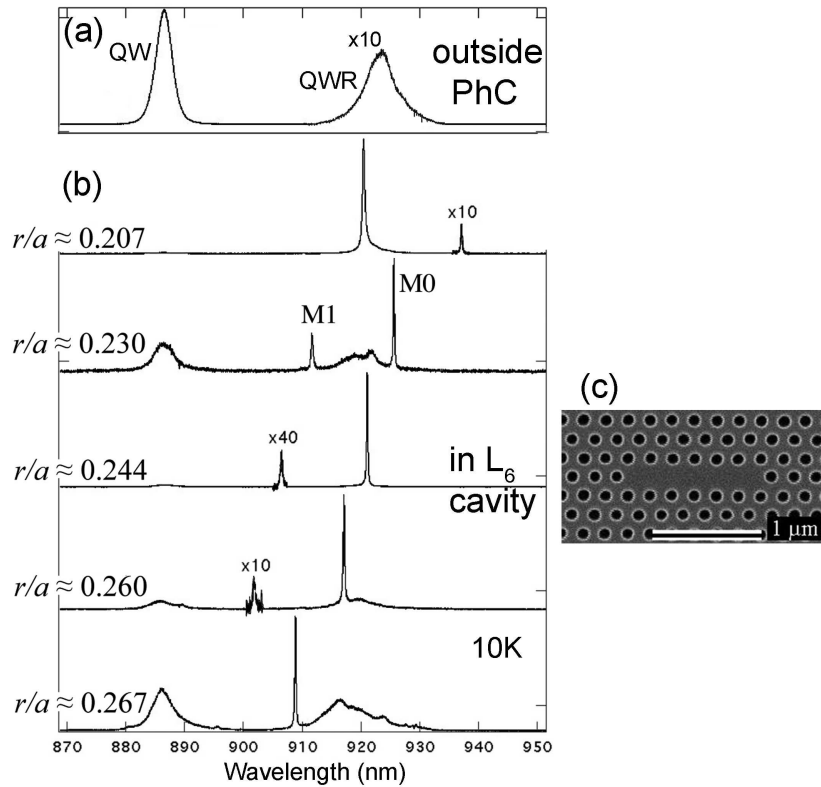 (a)
QW
x10
QWR
outside
PhC
(b)
r/a ≈ 0.207
x10
r/a ≈ 0.230
M1
M0
r/a ≈ 0.244
x40
in L₆
cavity
(c)
1 μm
r/a ≈ 0.260
x10
r/a ≈ 0.267
10K
870 880 890 900 910 920 930 940 950
Wavelength (nm)